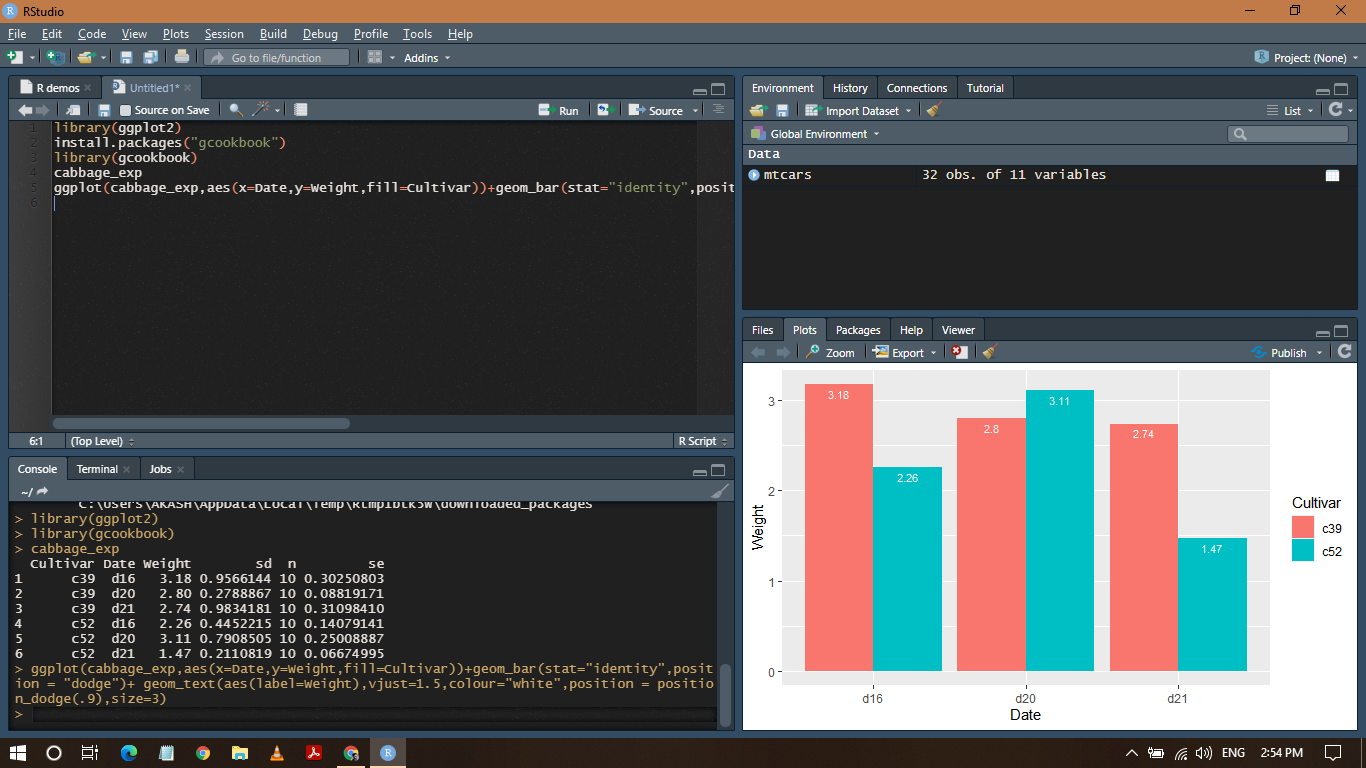 RStudio
File Edit Code View Plots Session Build Debug Profile Tools Help
Go to file/function Addins Project: (None)
R demos Untitled1*
Source on Save Run Source
1 library(ggplot2)
2 install.packages("gcookbook")
3 library(gcookbook)
4 cabbage_exp
5 ggplot(cabbage_exp,aes(x=Date,y=Weight,fill=Cultivar))+geom_bar(stat="identity",posit
6
6:1 (Top Level) R Script
Console Terminal Jobs
~/
C:\Users\AKASH\AppData\Local\Temp\ \downloaded_packages
> library(ggplot2)
> library(gcookbook)
> cabbage_exp
Cultivar Date Weight sd n se
1 c39 d16 3.18 0.9566144 10 0.30250803
2 c39 d20 2.80 0.2788867 10 0.08819171
3 c39 d21 2.74 0.9834181 10 0.31098410
4 c52 d16 2.26 0.4452215 10 0.14079141
5 c52 d20 3.11 0.7908505 10 0.25008887
6 c52 d21 1.47 0.2110819 10 0.06674995
> ggplot(cabbage_exp,aes(x=Date,y=Weight,fill=Cultivar))+geom_bar(stat="identity",posit
ion = "dodge")+ geom_text(aes(label=Weight),vjust=1.5,colour="white",position = positio
n_dodge(.9),size=3)
>
Environment History Connections Tutorial
Import Dataset List
Global Environment
Data
mtcars 32 obs. of 11 variables
Files Plots Packages Help Viewer
Zoom Export Publish
3.18
2.26
2.8
3.11
2.74
1.47
3
2
1
0
Weight
d16 d20 d21
Date
Cultivar
c39
c52
ENG 2:54 PM